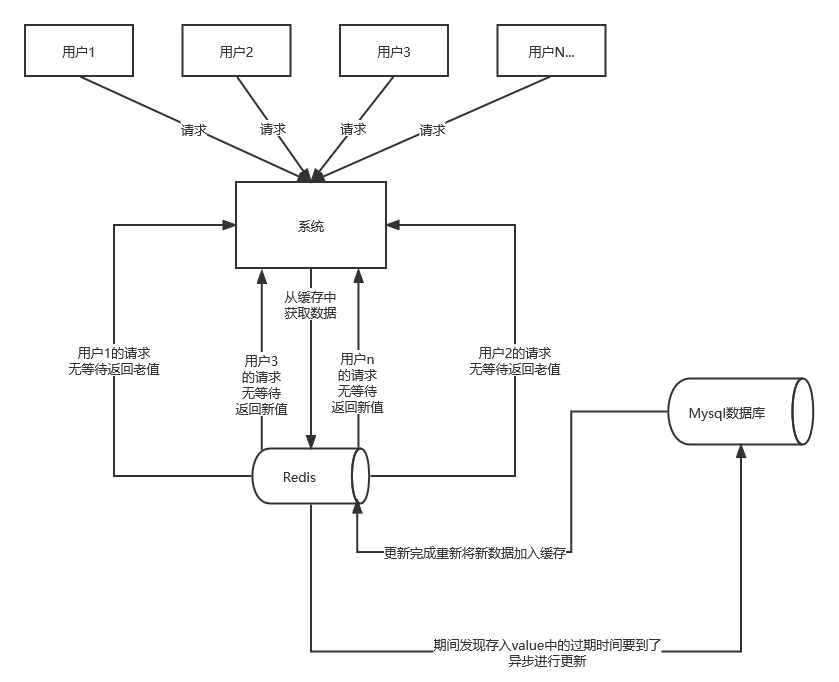 用户1
用户2
用户3
用户N...
请求
请求
请求
请求
系统
从缓存中
获取数据
用户1的请求
无等待返回老值
用户3
的请求
无等待
返回新值
用户n
的请求
无等待
返回新值
用户2的请求
无等待返回老值
Mysql数据库
Redis
更新完成重新将新数据加入缓存
期间发现存入value中的过期时间要到了
异步进行更新